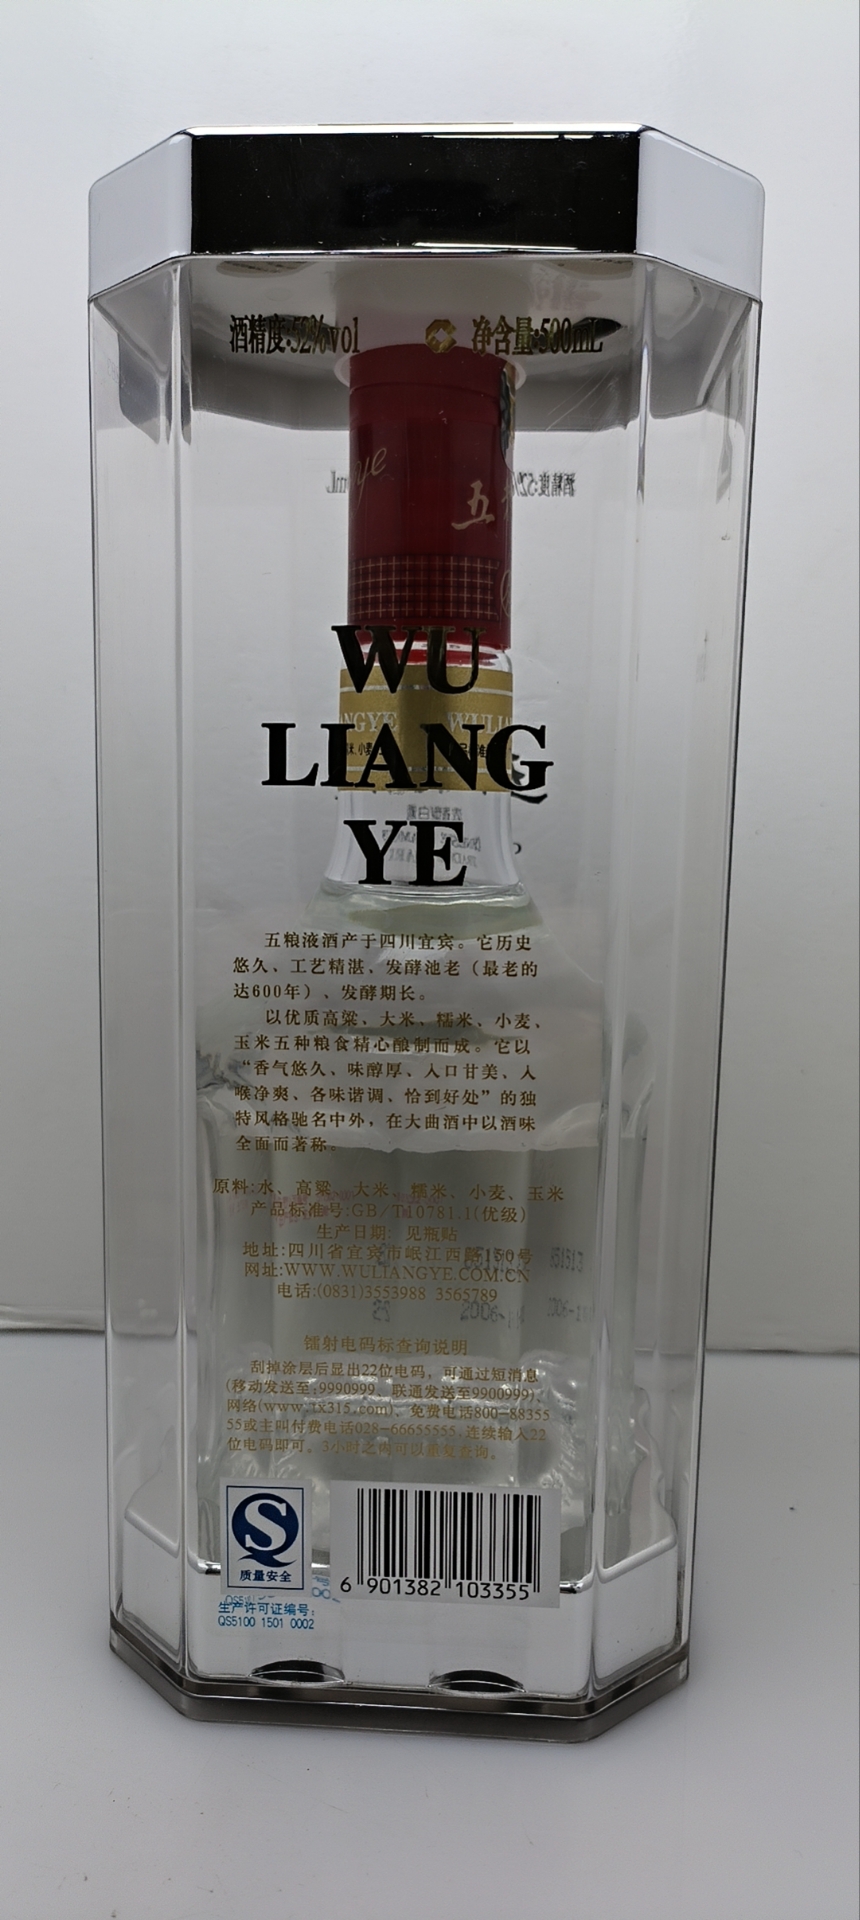 酒精度:52%vol 净含量:500mL
ye
五
WU
LIANG
YE
五粮液酒产于四川宜宾。它历史
悠久、工艺精湛、发酵池老（最老的
达600年）、发酵期长。
以优质高粱、大米、糯米、小麦、
玉米五种粮食精心酿制而成。它以
“香气悠久、味醇厚、入口甘美、入
喉净爽、各味谐调、恰到好处”的独
特风格驰名中外，在大曲酒中以酒味
全面而著称。
原料:水、高粱、大米、糯米、小麦、玉米
产品标准号:GB/T10781.1(优级)
生产日期: 见瓶贴
地址:四川省宜宾市岷江西路150号
网址:WWW.WULIANGYE.COM.CN
电话:(0831)3553988 3565789
镭射电码标查询说明
刮掉涂层后显出22位电码，可通过短消息
(移动发送至:9990999、联通发送至9900999)、
网络(www.tx315.com)、免费电话800-88355
55或主叫付费电话028-66655555,连续输入22
位电码即可。3小时之内可以重复查询。
质量安全
6 901382 103355
生产许可证编号:
QS5100 1501 0002